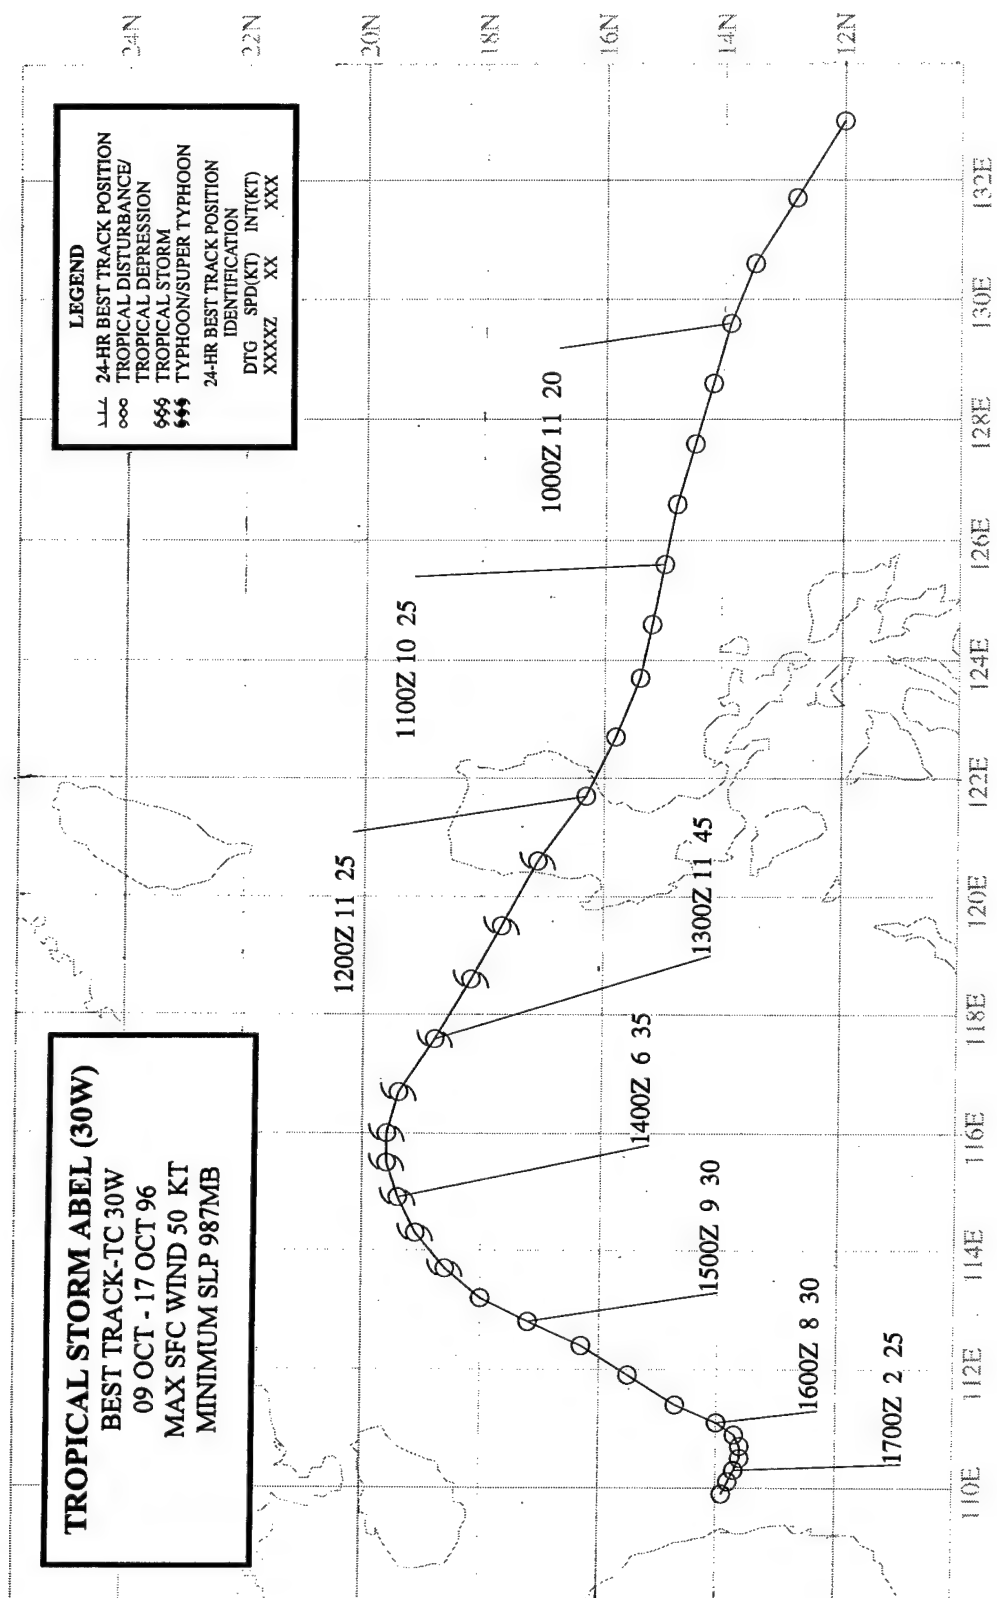 TROPICAL STORM ABEL (30W)
BEST TRACK-TC 30W
09 OCT - 17 OCT 96
MAX SFC WIND 50 KT
MINIMUM SLP 987MB
LEGEND
24-HR BEST TRACK POSITION
TROPICAL DISTURBANCE/
TROPICAL DEPRESSION
TROPICAL STORM
TYPHOON/SUPER TYPHOON
24-HR BEST TRACK POSITION
IDENTIFICATION
DTG SPD(KT) INT(KT)
XXXXZ XX XXX
24N
22N
20N
18N
16N
14N
12N
1200Z 11 25
1100Z 10 25
1000Z 11 20
1400Z 6 35
1300Z 11 45
1500Z 9 30
1600Z 8 30
1700Z 2 25
110E
112E
114E
116E
118E
120E
122E
124E
126E
128E
130E
132E